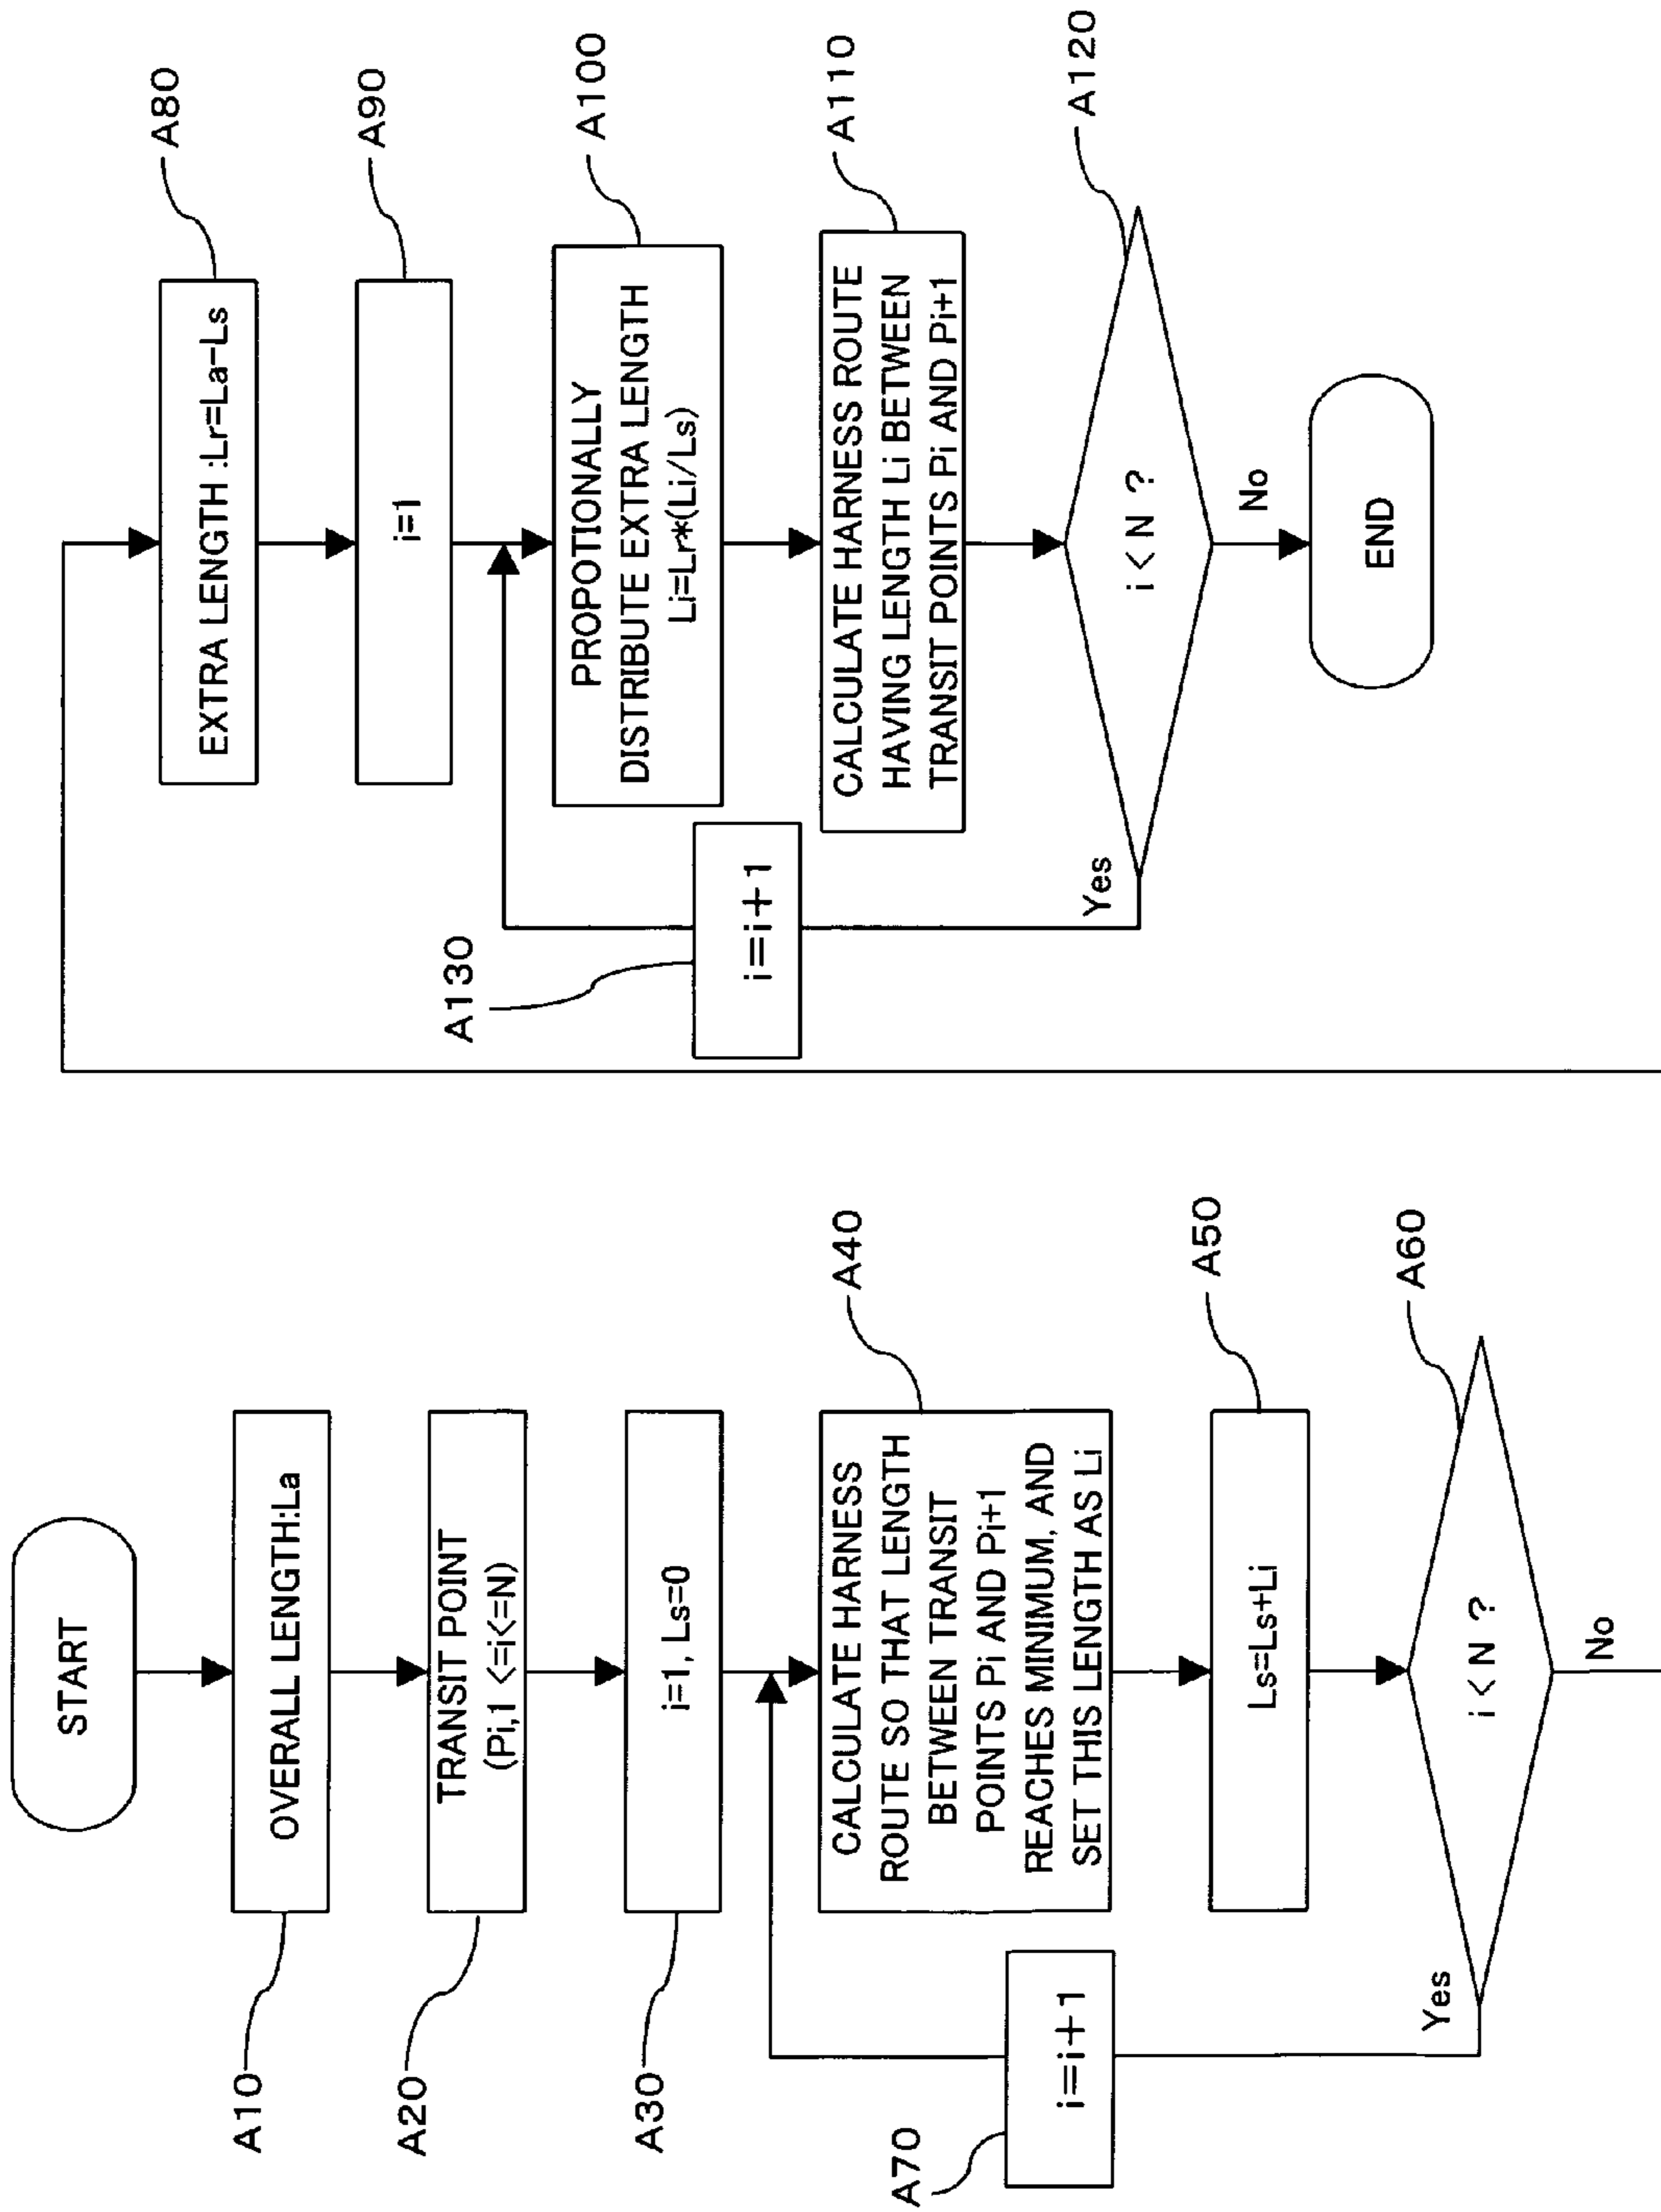 START
OVERALL LENGTH:La
A10
TRANSIT POINT
(Pi,1 <=i<=N)
A20
i=1, Ls=0
A30
CALCULATE HARNESS
ROUTE SO THAT LENGTH
BETWEEN TRANSIT
POINTS Pi AND Pi+1
REACHES MINIMUM, AND
SET THIS LENGTH AS Li
A40
Ls=Ls+Li
A50
i< N ?
A60
Yes
No
i=i+1
A70
EXTRA LENGTH :Lr=La-Ls
A80
i=1
A90
PROPOTIONALLY
DISTRIBUTE EXTRA LENGTH
Li=Lr*(Li/Ls)
A100
CALCULATE HARNESS ROUTE
HAVING LENGTH Li BETWEEN
TRANSIT POINTS Pi AND Pi+1
A110
i< N ?
A120
Yes
No
i=i+1
A130
END